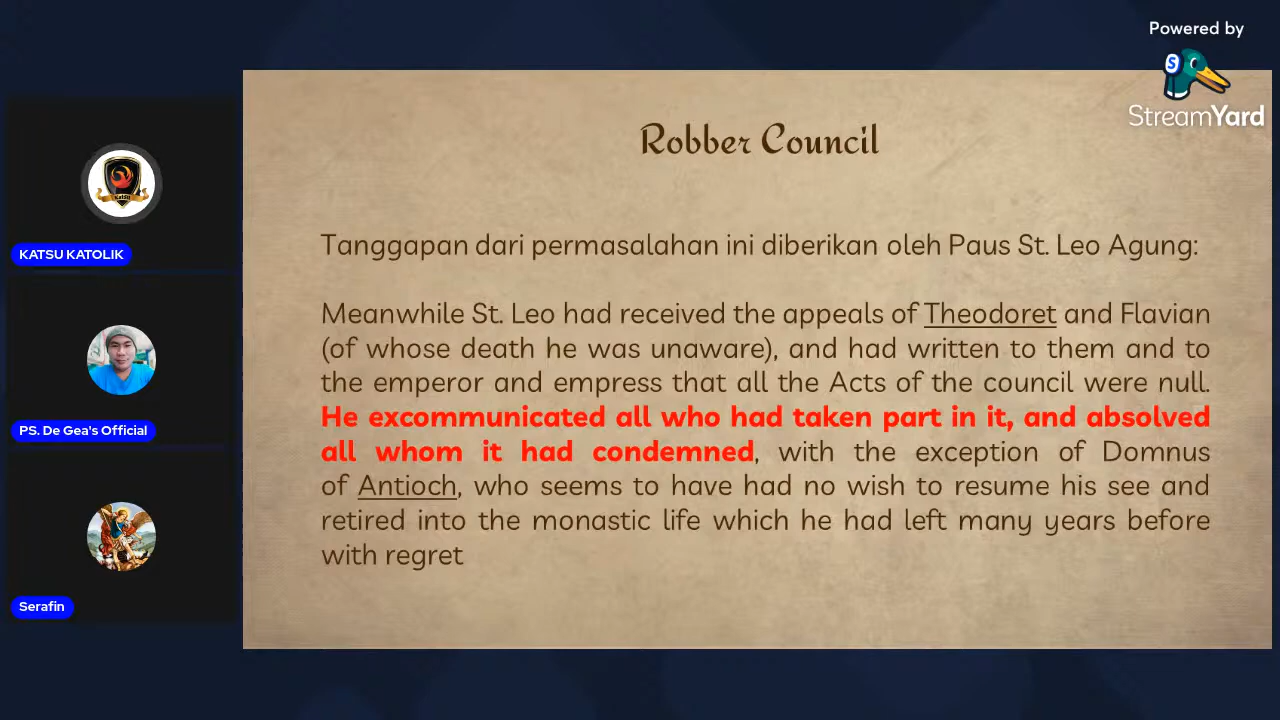 Powered by
StreamYard
Robber Council
Tanggapan dari permasalahan ini diberikan oleh Paus St. Leo Agung:
Meanwhile St. Leo had received the appeals of Theodoret and Flavian
(of whose death he was unaware), and had written to them and to
the emperor and empress that all the Acts of the council were null.
He excommunicated all who had taken part in it, and absolved
all whom it had condemned, with the exception of Domnus
of Antioch, who seems to have had no wish to resume his see and
retired into the monastic life which he had left many years before
with regret
KATSU KATOLIK
PS. De Gea's Official
Serafin